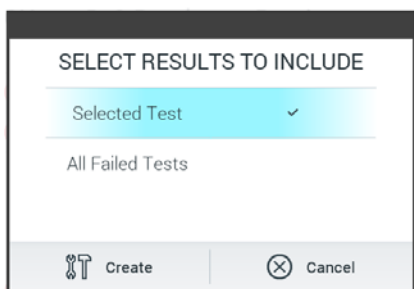 SELECT RESULTS TO INCLUDE
Selected Test
All Failed Tests
Create
Cancel